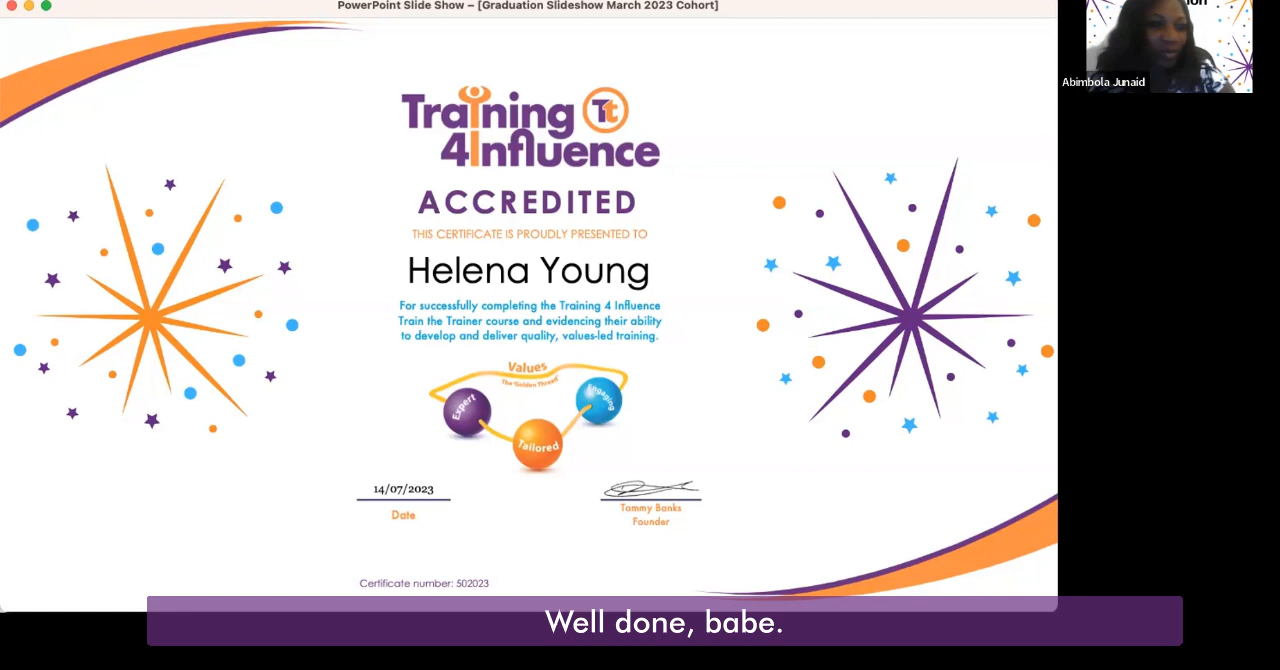 PowerPoint Slide Show – [Graduation Slideshow March 2023 Cohort]
Abimbola Junaid
Training Tt
4Influence
ACCREDITED
THIS CERTIFICATE IS PROUDLY PRESENTED TO
Helena Young
For successfully completing the Training 4 Influence
Train the Trainer course and evidencing their ability
to develop and deliver quality, values-led training.
Values
The 'Golden Thread'
Expert
Engaging
Tailored
14/07/2023
Date
Tammy Banks
Founder
Certificate number: 502023
Well done, babe.